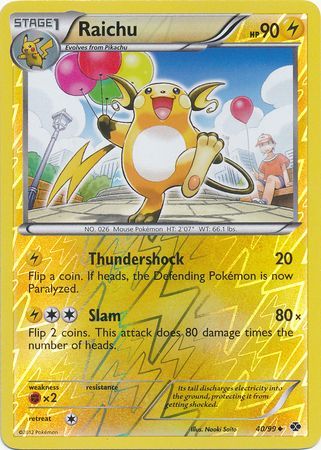 STAGE1
Raichu
HP 90
Evolves from Pikachu
NO. 026 Mouse Pokémon HT: 2'07" WT: 66.1 lbs.
Thundershock 20
Flip a coin. If heads, the Defending Pokémon is now
Paralyzed.
Slam 80×
Flip 2 coins. This attack does 80 damage times the
number of heads.
weakness resistance
×2
retreat
Its tail discharges electricity into
the ground, protecting it from
getting shocked.
©2012 Pokémon
Illus. Naoki Saito
40/99